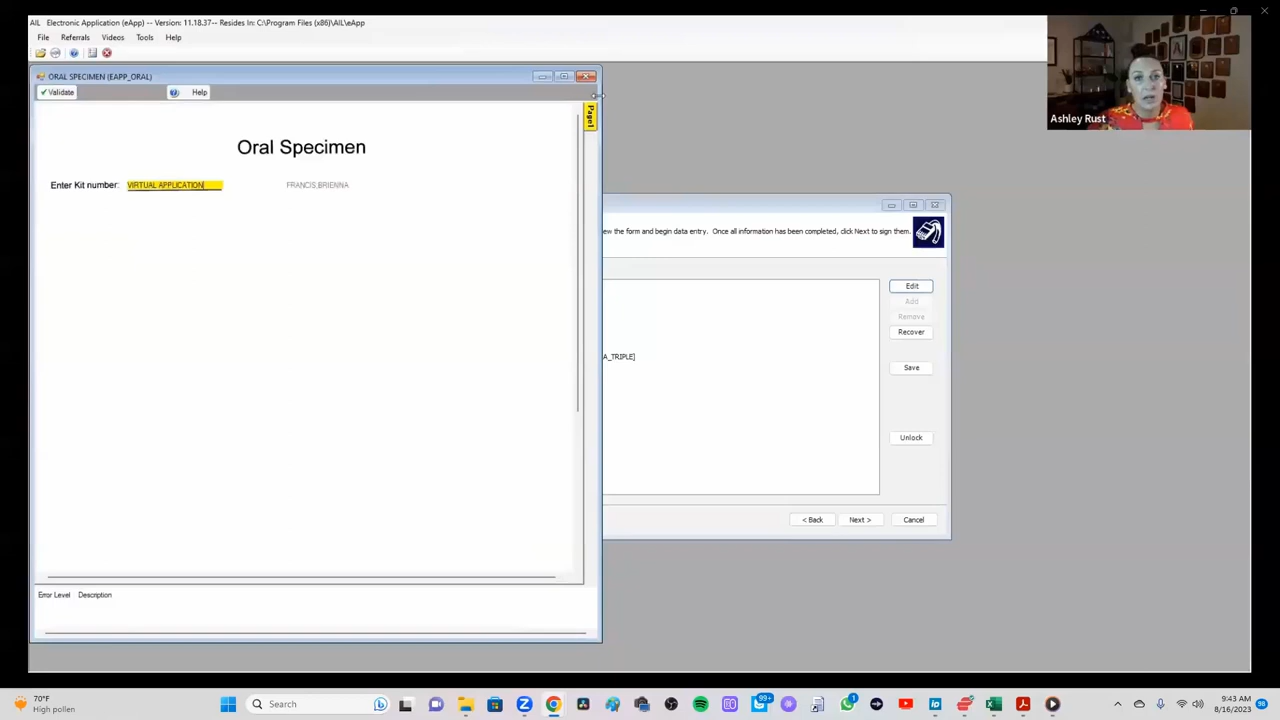 AIL Electronic Application (eApp) -- Version: 11.18.37-- Resides In: C:\Program Files (x86)\AIL\eApp
File Referrals Videos Tools Help
ORAL SPECIMEN (EAPP_ORAL)
Validate Help
Page1
Oral Specimen
Enter Kit number: VIRTUAL APPLICATION FRANCIS,BRIENNA
Error Level Description
ew the form and begin data entry. Once all information has been completed, click Next to sign them.
A_TRIPLE]
Edit
Add
Remove
Recover
Save
Unlock
< Back Next > Cancel
Ashley Rust
70°F
High pollen
Search
99+
1
9:43 AM
8/16/2023